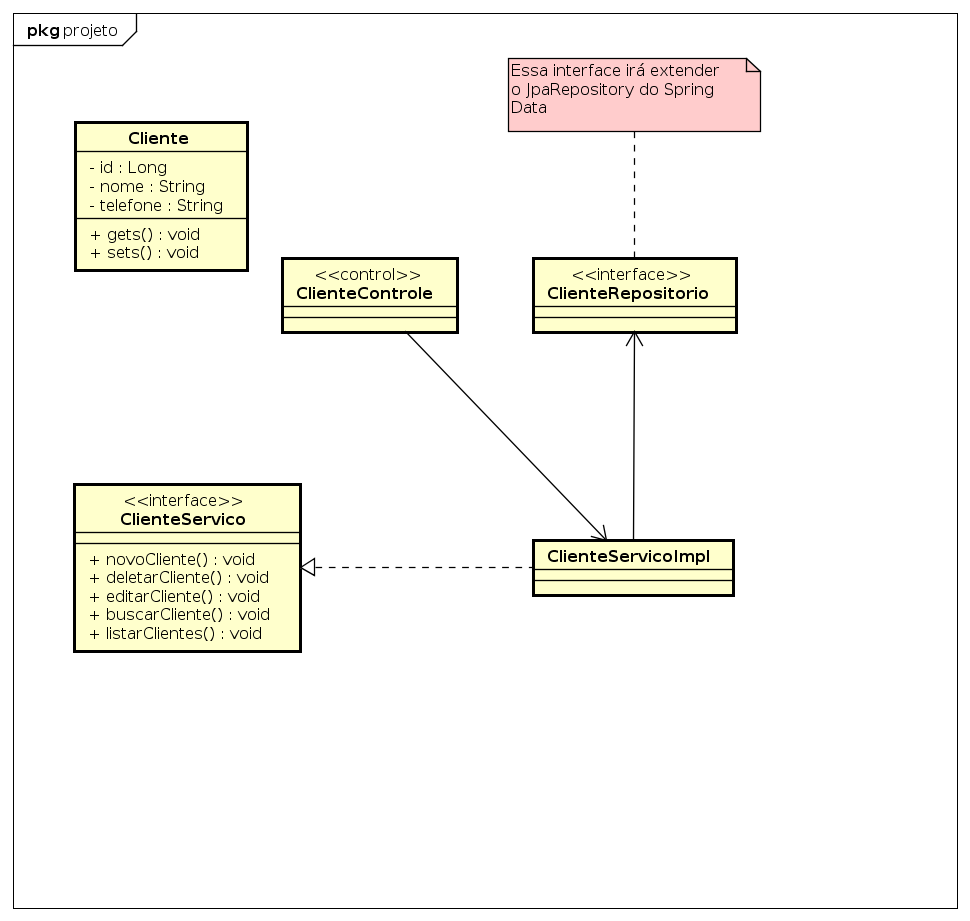 pkg projeto
Essa interface irá extender
o JpaRepository do Spring
Data
Cliente
- id : Long
- nome : String
- telefone : String
+ gets() : void
+ sets() : void
<<control>>
ClienteControle
<<interface>>
ClienteRepositorio
<<interface>>
ClienteServico
+ novoCliente() : void
+ deletarCliente() : void
+ editarCliente() : void
+ buscarCliente() : void
+ listarClientes() : void
ClienteServicoImpl